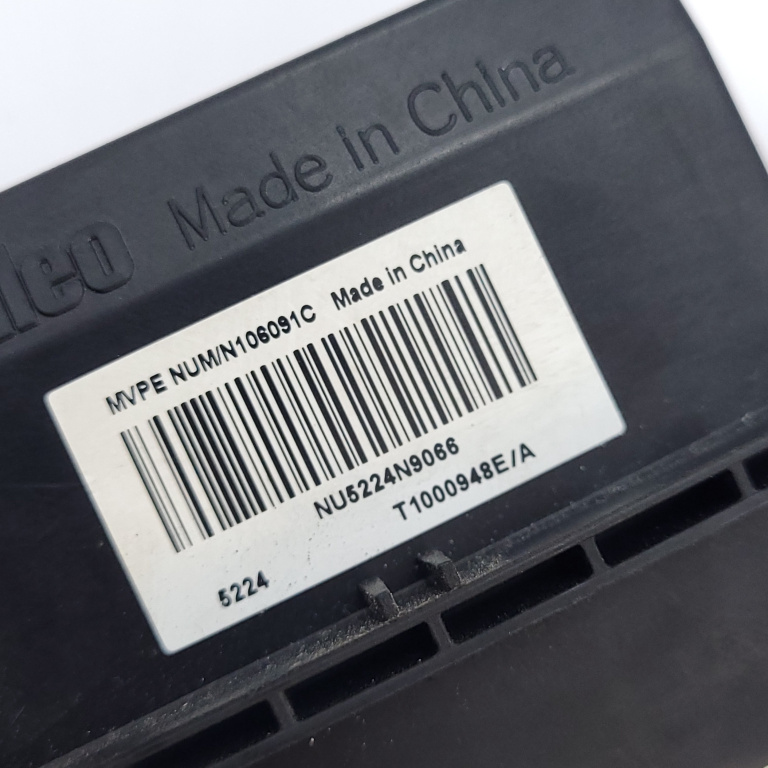 Made in China
MVPE NUM/N106091C Made in China
NU5224N9066
T1000948E/A
5224